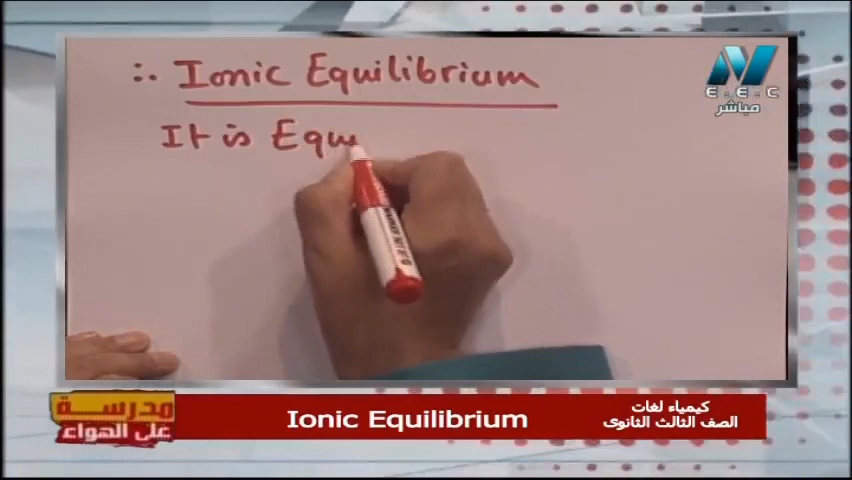 ∴ Ionic Equilibrium
It is Equ
N
E.E.C
مباشر
مدرسة
على الهواء
Ionic Equilibrium
كيمياء لغات
الصف الثالث الثانوى